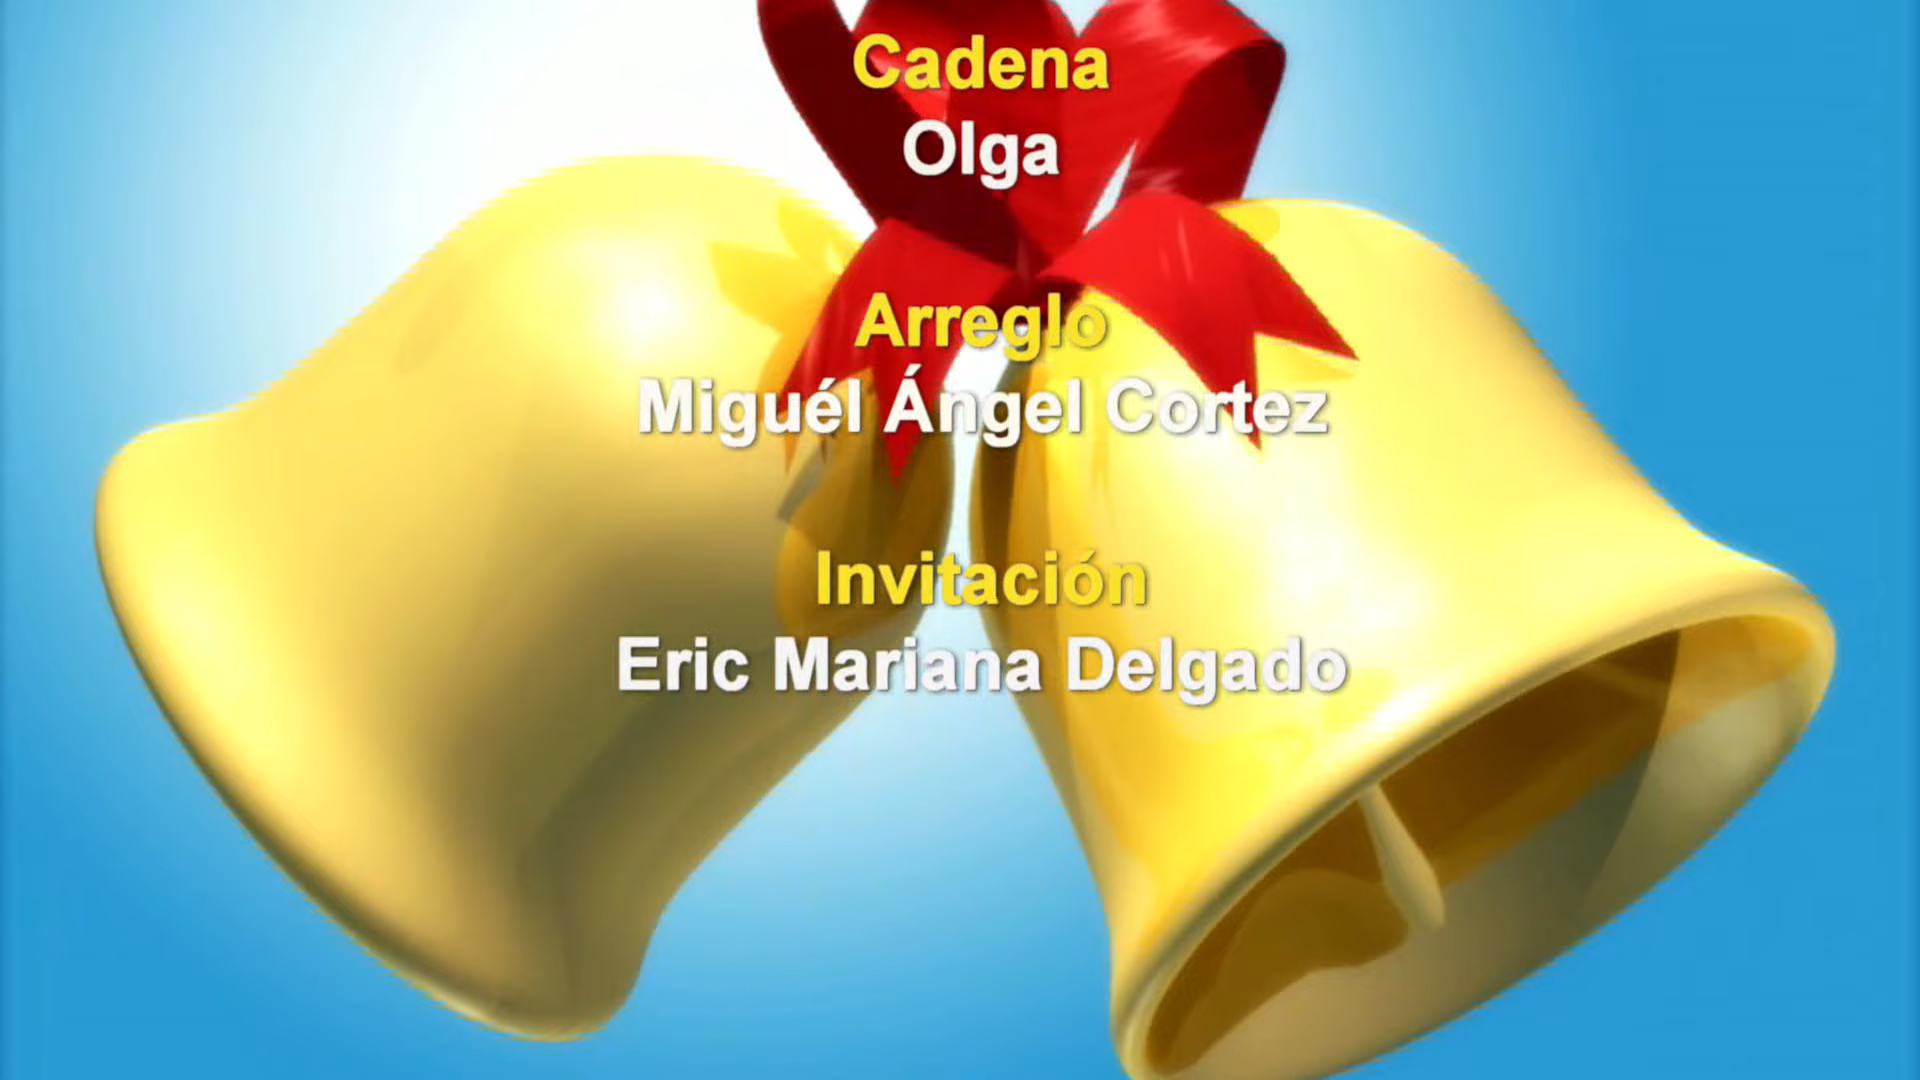 Cadena
Olga
Arreglo
Miguél Ángel Cortez
Invitación
Eric Mariana Delgado